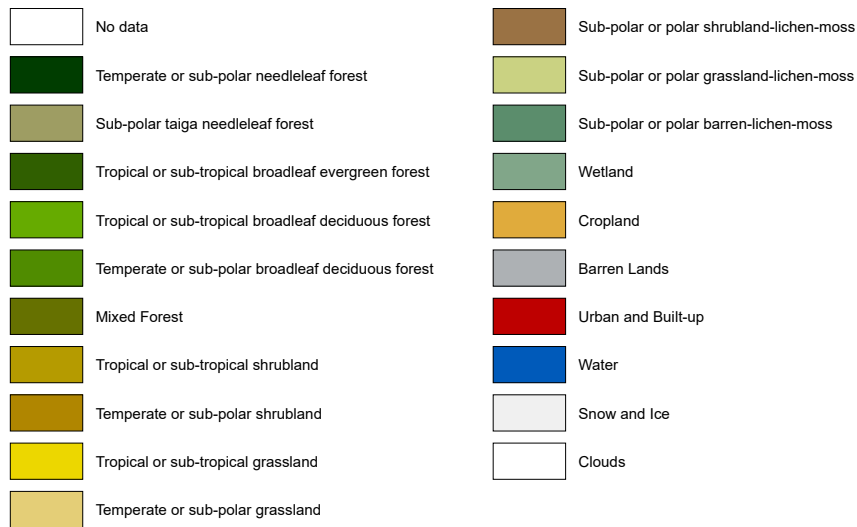 No data
Temperate or sub-polar needleleaf forest
Sub-polar taiga needleleaf forest
Tropical or sub-tropical broadleaf evergreen forest
Tropical or sub-tropical broadleaf deciduous forest
Temperate or sub-polar broadleaf deciduous forest
Mixed Forest
Tropical or sub-tropical shrubland
Temperate or sub-polar shrubland
Tropical or sub-tropical grassland
Temperate or sub-polar grassland
Sub-polar or polar shrubland-lichen-moss
Sub-polar or polar grassland-lichen-moss
Sub-polar or polar barren-lichen-moss
Wetland
Cropland
Barren Lands
Urban and Built-up
Water
Snow and Ice
Clouds